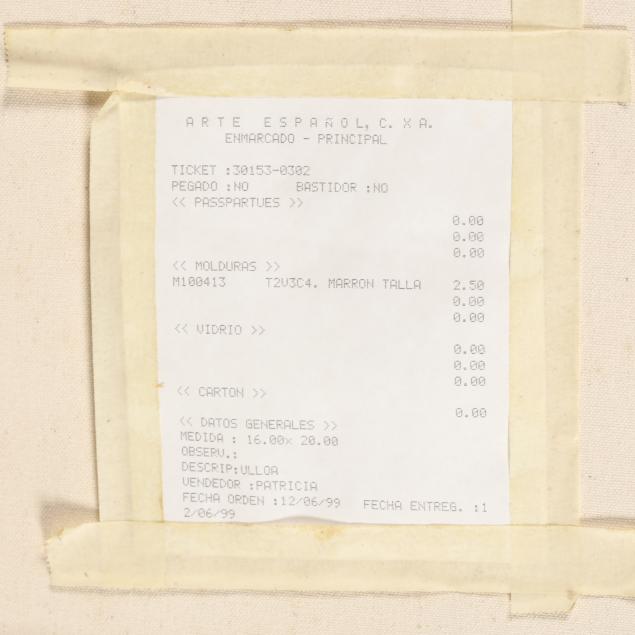 A R T E   E S P A Ñ O L, C. X A.
ENMARCADO - PRINCIPAL
TICKET :30153-0302
PEGADO :NO BASTIDOR :NO
<< PASSPARTUES >>
0.00
0.00
0.00
<< MOLDURAS >>
M100413 T2V3C4. MARRON TALLA 2.50
0.00
0.00
<< VIDRIO >>
0.00
0.00
0.00
<< CARTON >>
0.00
<< DATOS GENERALES >>
MEDIDA : 16.00x 20.00
OBSERV.:
DESCRIP:ULLOA
VENDEDOR :PATRICIA
FECHA ORDEN :12/06/99 FECHA ENTREG. :1
2/06/99